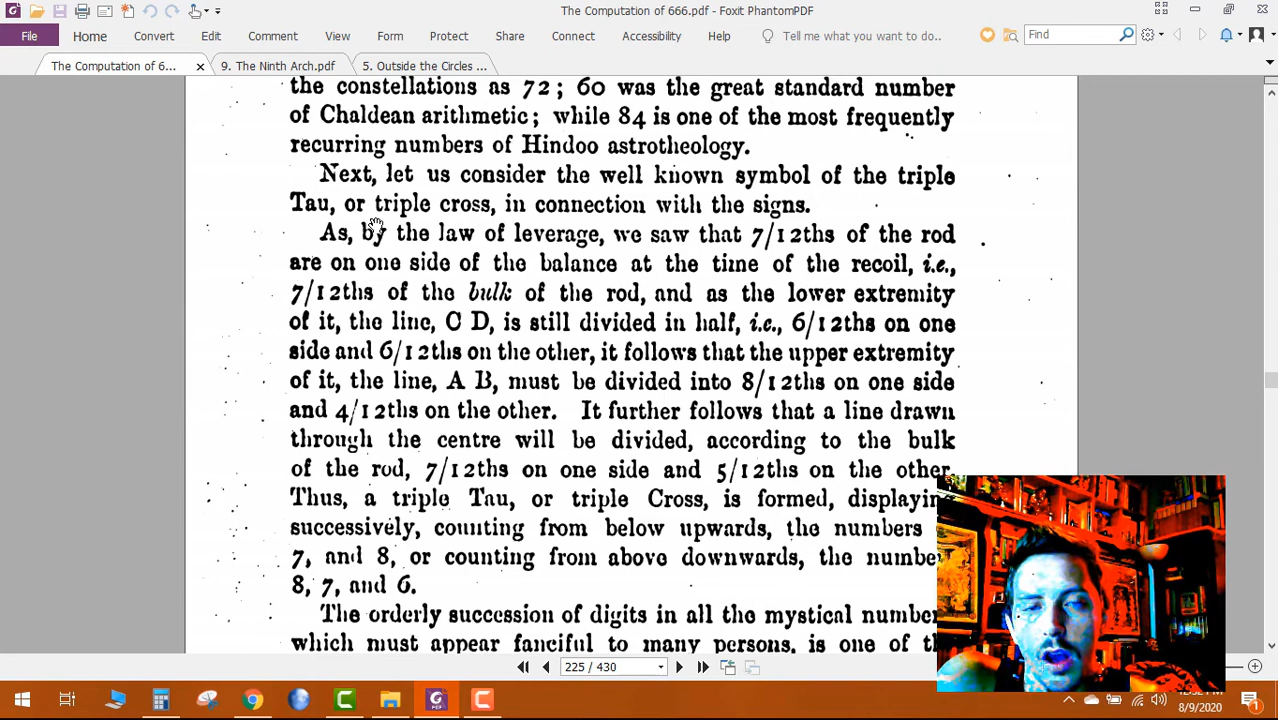 The Computation of 666.pdf - Foxit PhantomPDF
File Home Convert Edit Comment View Form Protect Share Connect Accessibility Help Tell me what you want to do.. Find
The Computation of 6... × 9. The Ninth Arch.pdf 5. Outside the Circles ...
the constellations as 72; 60 was the great standard number
of Chaldean arithmetic; while 84 is one of the most frequently
recurring numbers of Hindoo astrotheology.
Next, let us consider the well known symbol of the triple
Tau, or triple cross, in connection with the signs.
As, by the law of leverage, we saw that 7/12ths of the rod
are on one side of the balance at the time of the recoil, i.e.,
7/12ths of the bulk of the rod, and as the lower extremity
of it, the line, C D, is still divided in half, i.e., 6/12ths on one
side and 6/12ths on the other, it follows that the upper extremity
of it, the line, A B, must be divided into 8/12ths on one side
and 4/12ths on the other. It further follows that a line drawn
through the centre will be divided, according to the bulk
of the rod, 7/12ths on one side and 5/12ths on the other.
Thus, a triple Tau, or triple Cross, is formed,
successively, counting from below upwards, the numbers
7, and 8, or counting from above downwards, the
8, 7, and 6.
The orderly succession of digits in all the mystical
which must appear fanciful to many persons, is one of
225 / 430
8/9/2020